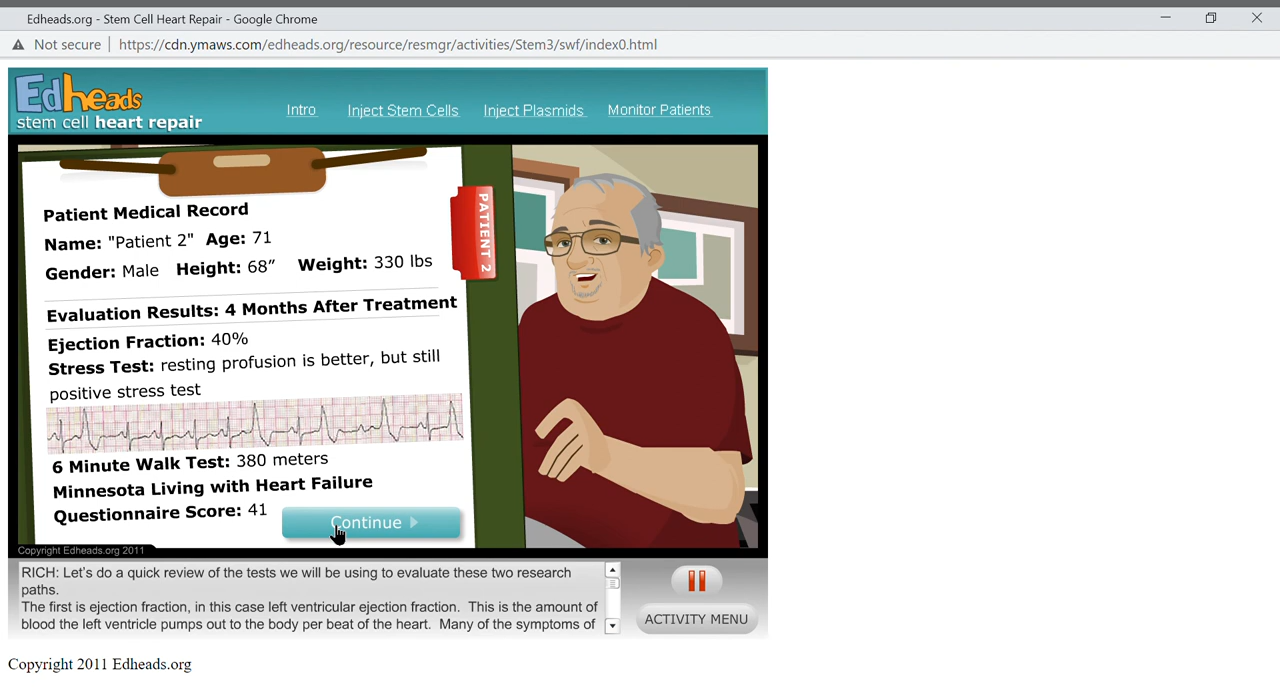 Edheads.org - Stem Cell Heart Repair - Google Chrome
Not secure | https://cdn.ymaws.com/edheads.org/resource/resmgr/activities/Stem3/swf/index0.html
Edheads
stem cell heart repair
Intro Inject Stem Cells Inject Plasmids Monitor Patients
Patient Medical Record
Name: "Patient 2" Age: 71
Gender: Male Height: 68” Weight: 330 lbs
PATIENT 2
Evaluation Results: 4 Months After Treatment
Ejection Fraction: 40%
Stress Test: resting profusion is better, but still
positive stress test
6 Minute Walk Test: 380 meters
Minnesota Living with Heart Failure
Questionnaire Score: 41
Continue
Copyright Edheads.org 2011
RICH: Let's do a quick review of the tests we will be using to evaluate these two research
paths.
The first is ejection fraction, in this case left ventricular ejection fraction. This is the amount of
blood the left ventricle pumps out to the body per beat of the heart. Many of the symptoms of
ACTIVITY MENU
Copyright 2011 Edheads.org